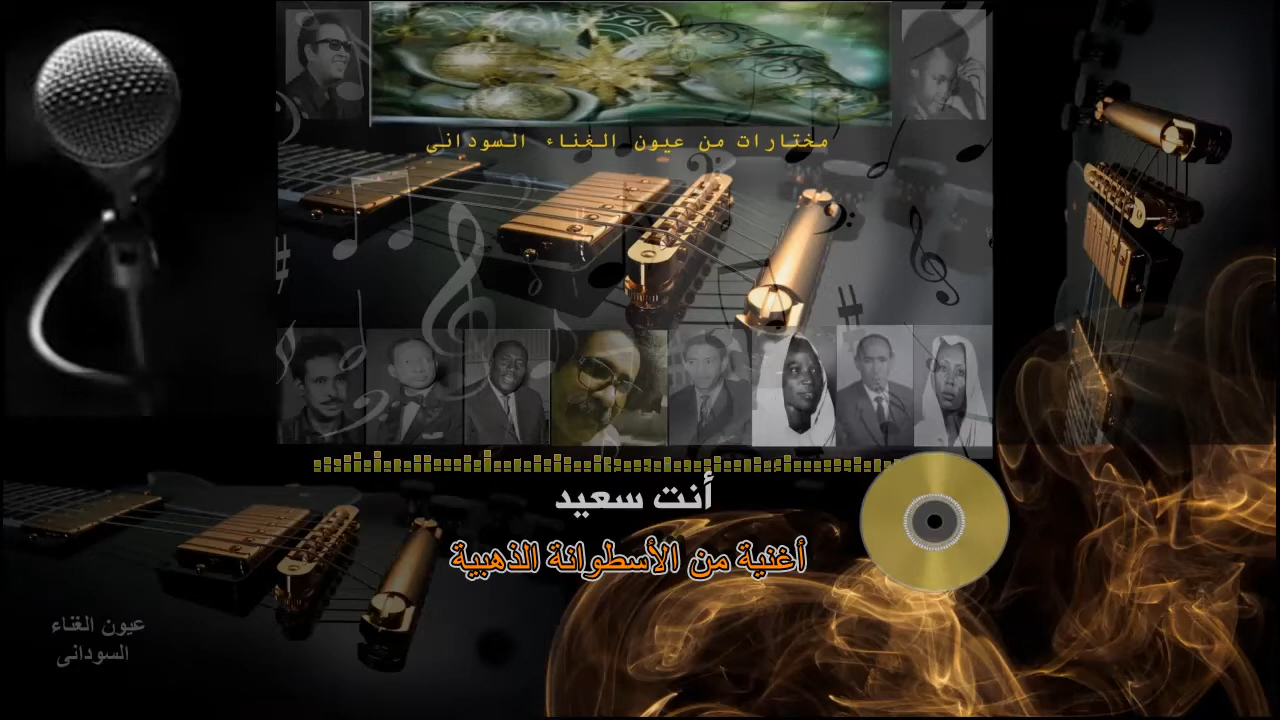 مختارات من عيون الغناء السودانى
أنت سعيد
أغنية من الأسطوانة الذهبية
عيون الغناء
السودانى